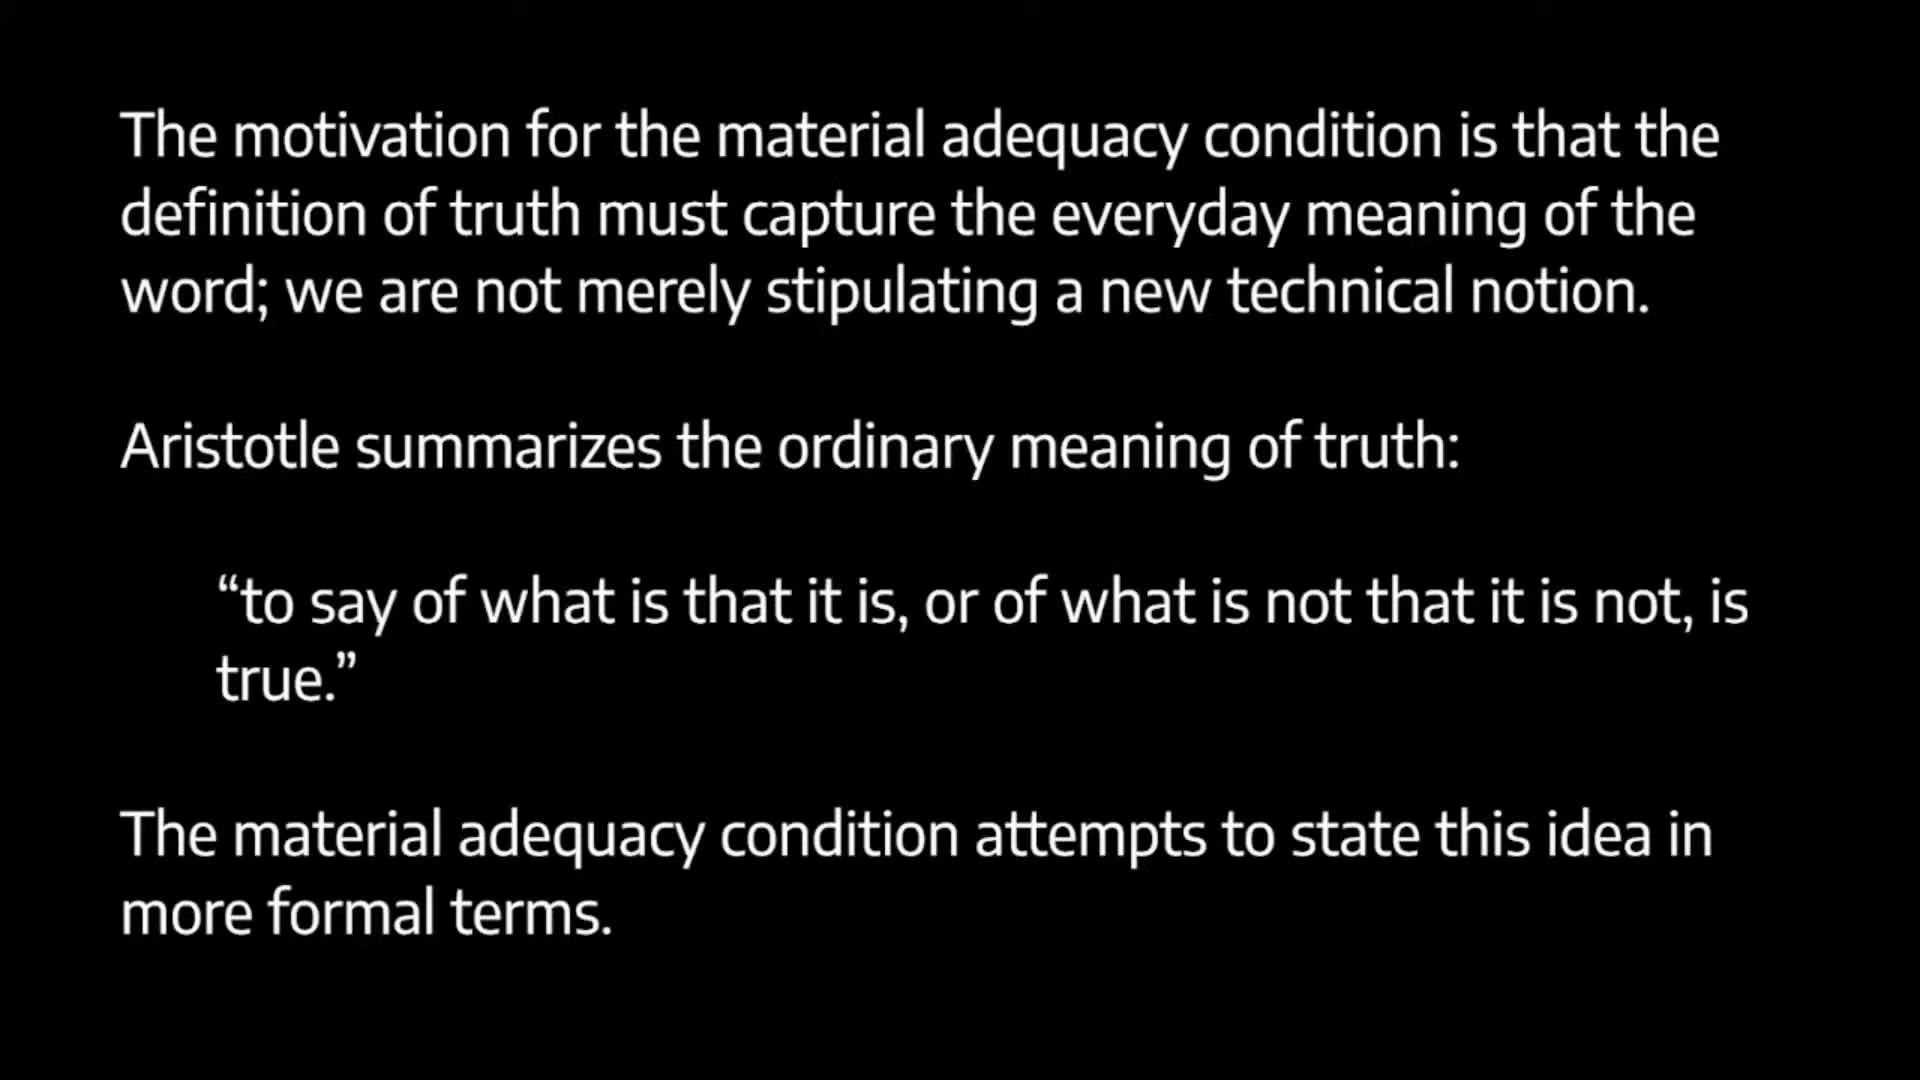 The motivation for the material adequacy condition is that the
definition of truth must capture the everyday meaning of the
word; we are not merely stipulating a new technical notion.
Aristotle summarizes the ordinary meaning of truth:
“to say of what is that it is, or of what is not that it is not, is
true.”
The material adequacy condition attempts to state this idea in
more formal terms.